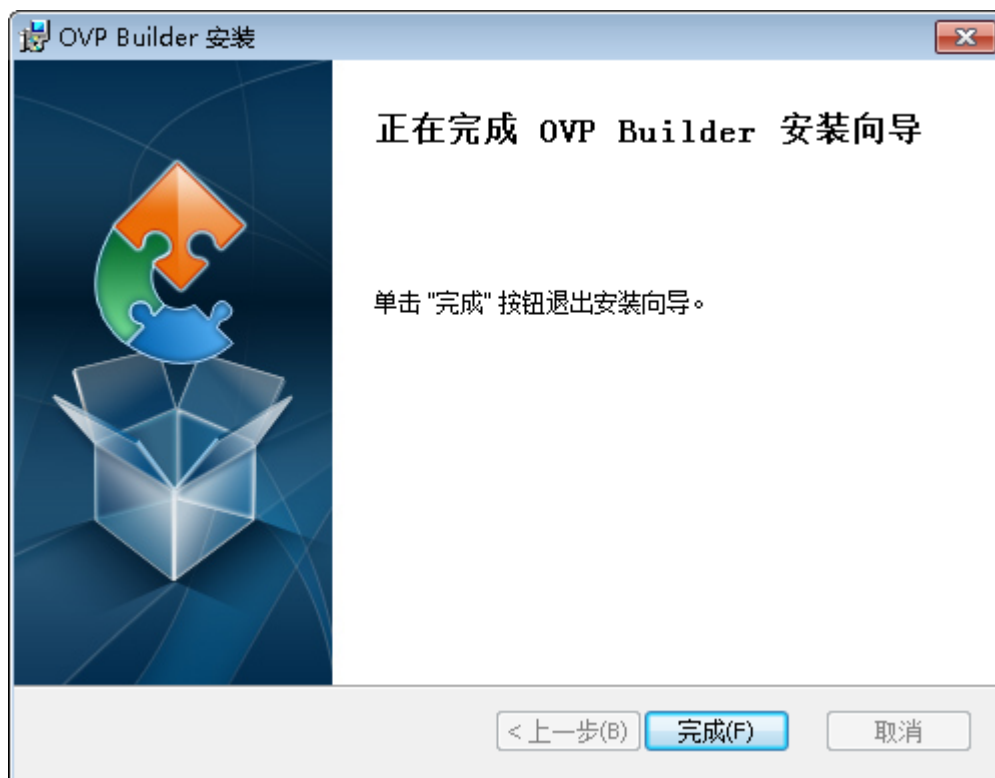 OVP Builder 安装
正在完成 OVP Builder 安装向导
单击 "完成" 按钮退出安装向导。
< 上一步(B)
完成(F)
取消